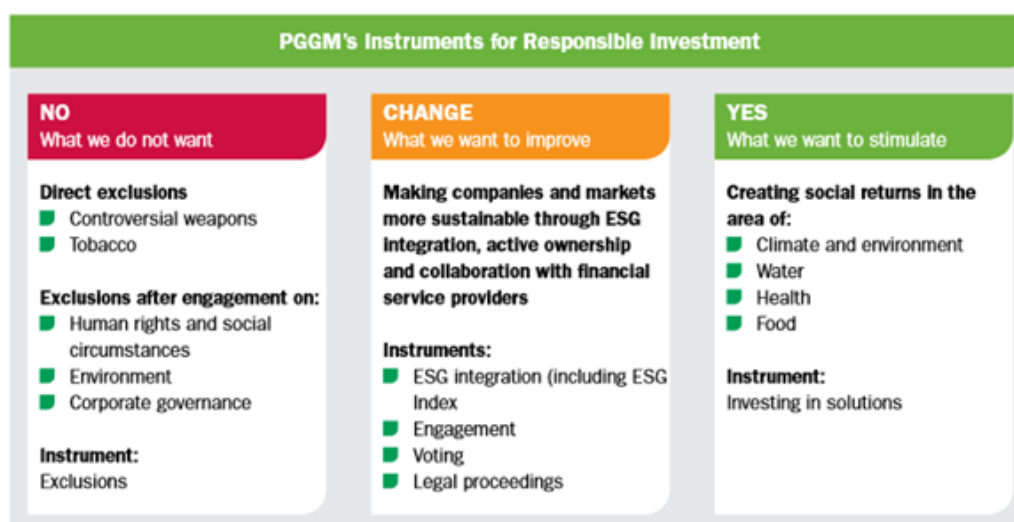 PGGM's Instruments for Responsible Investment
NO
What we do not want
Direct exclusions
Controversial weapons
Tobacco
Exclusions after engagement on:
Human rights and social
circumstances
Environment
Corporate governance
Instrument:
Exclusions
CHANGE
What we want to improve
Making companies and markets
more sustainable through ESG
integration, active ownership
and collaboration with financial
service providers
Instruments:
ESG integration (including ESG
Index
Engagement
Voting
Legal proceedings
YES
What we want to stimulate
Creating social returns in the
area of:
Climate and environment
Water
Health
Food
Instrument:
Investing in solutions